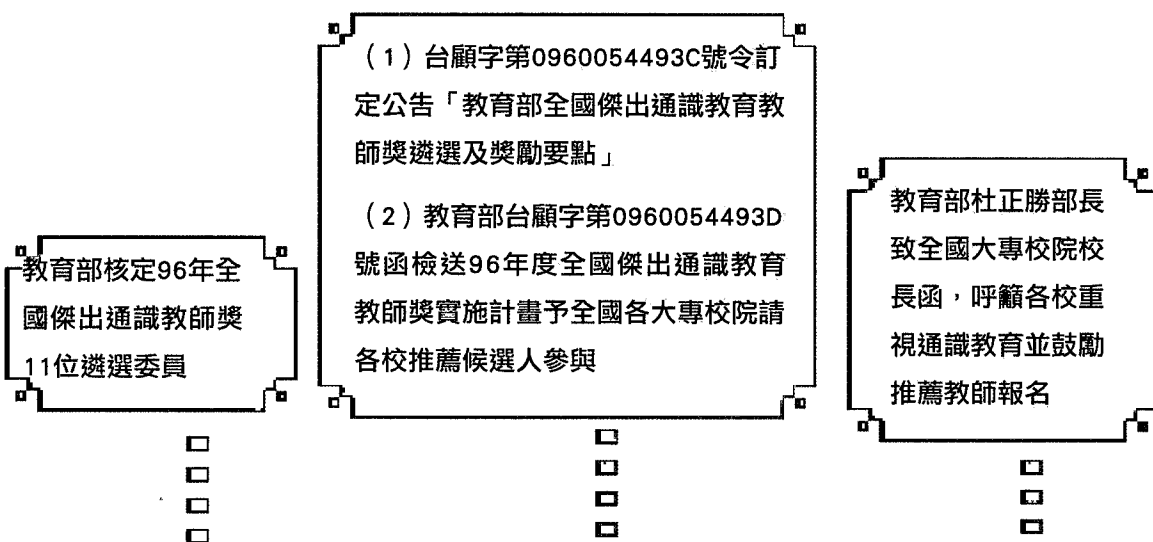 教育部核定96年全
國傑出通識教師獎
11位遴選委員
（1）台顧字第0960054493C號令訂
定公告「教育部全國傑出通識教育教
師獎遴選及獎勵要點」
（2）教育部台顧字第0960054493D
號函檢送96年度全國傑出通識教育
教師獎實施計畫予全國各大專校院請
各校推薦候選人參與
教育部杜正勝部長
致全國大專校院校
長函，呼籲各校重
視通識教育並鼓勵
推薦教師報名